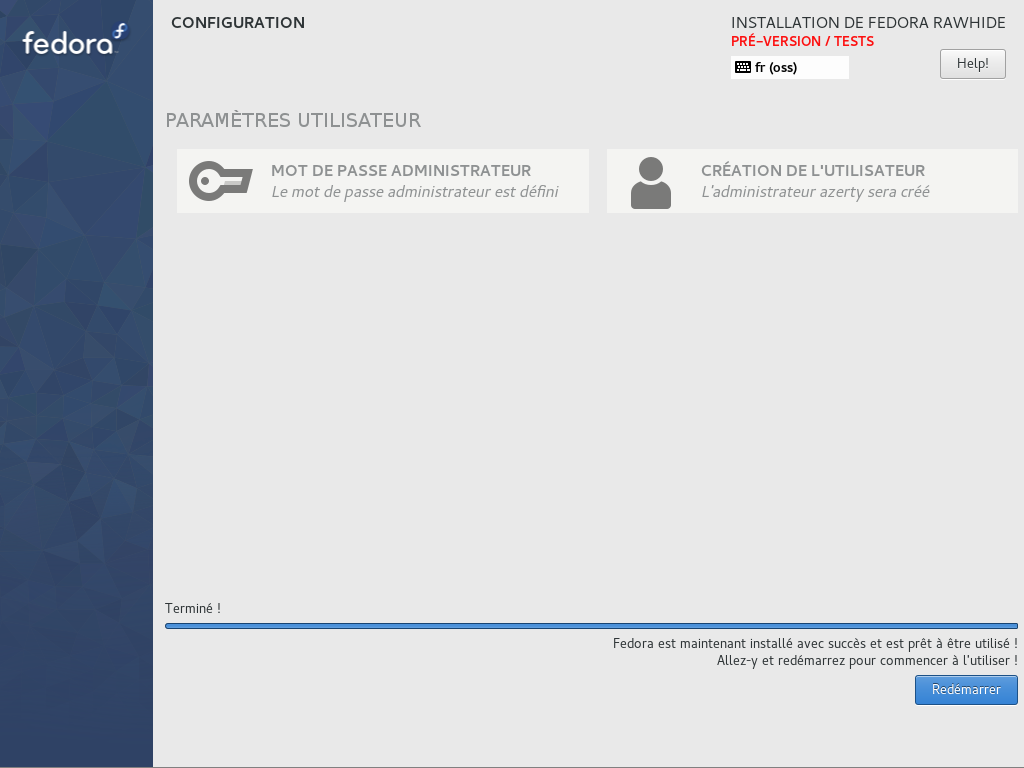 fedora
CONFIGURATION
INSTALLATION DE FEDORA RAWHIDE
PRÉ-VERSION / TESTS
fr (oss)
Help!
PARAMÈTRES UTILISATEUR
MOT DE PASSE ADMINISTRATEUR
Le mot de passe administrateur est défini
CRÉATION DE L'UTILISATEUR
L'administrateur azerty sera créé
Terminé !
Fedora est maintenant installé avec succès et est prêt à être utilisé !
Allez-y et redémarrez pour commencer à l'utiliser !
Redémarrer